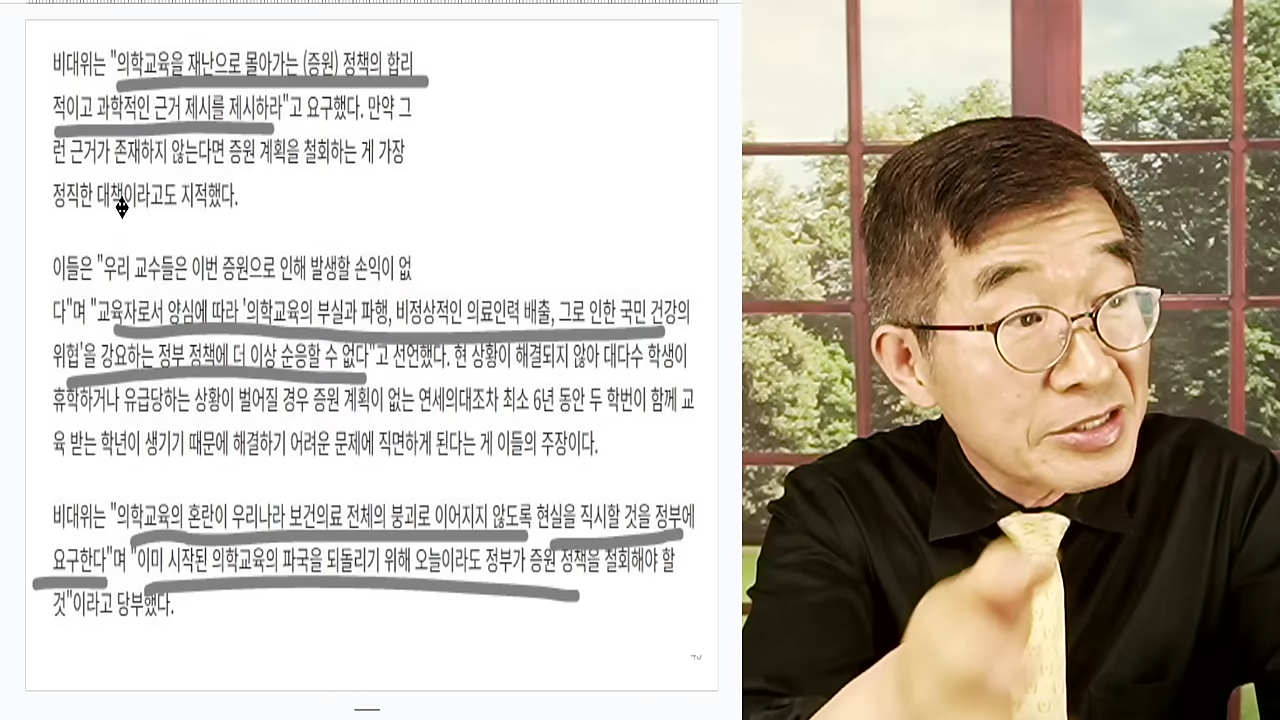 비대위는 "의학교육을 재난으로 몰아가는 (증원) 정책의 합리
적이고 과학적인 근거 제시를 제시하라"고 요구했다. 만약 그
런 근거가 존재하지 않는다면 증원 계획을 철회하는 게 가장
정직한 대책이라고도 지적했다.
이들은 "우리 교수들은 이번 증원으로 인해 발생할 손익이 없
다"며 "교육자로서 양심에 따라 '의학교육의 부실과 파행, 비정상적인 의료인력 배출, 그로 인한 국민 건강의
위협'을 강요하는 정부 정책에 더 이상 순응할 수 없다"고 선언했다. 현 상황이 해결되지 않아 대다수 학생이
휴학하거나 유급당하는 상황이 벌어질 경우 증원 계획이 없는 연세의대조차 최소 6년 동안 두 학번이 함께 교
육 받는 학년이 생기기 때문에 해결하기 어려운 문제에 직면하게 된다는 게 이들의 주장이다.
비대위는 "의학교육의 혼란이 우리나라 보건의료 전체의 붕괴로 이어지지 않도록 현실을 직시할 것을 정부에
요구한다"며 "이미 시작된 의학교육의 파국을 되돌리기 위해 오늘이라도 정부가 증원 정책을 철회해야 할
것"이라고 당부했다.